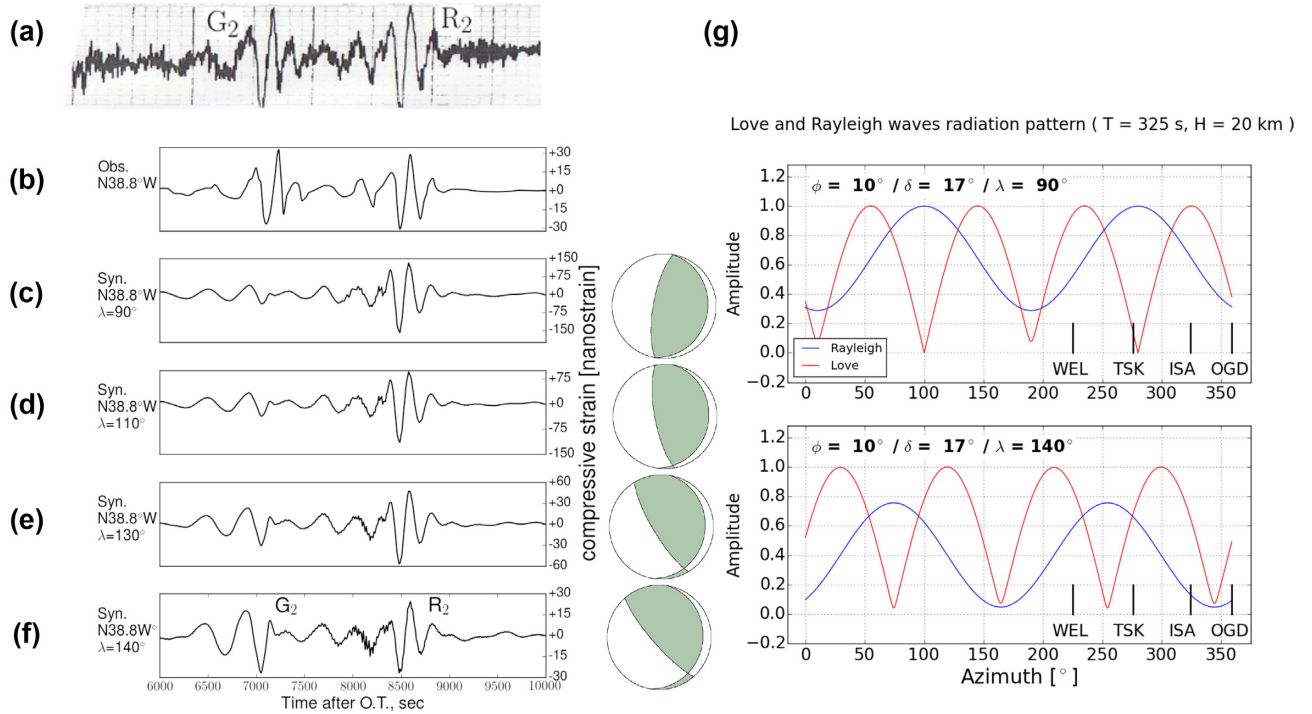 (a)
G2
R2
(b)
Obs.
N38.8°W
+30
+15
+0
-15
-30
(c)
Syn.
N38.8°W
λ=90°
+150
+75
+0
-75
-150
(d)
Syn.
N38.8°W
λ=110°
+75
+0
-75
-150
(e)
Syn.
N38.8°W
λ=130°
+60
+30
+0
-30
-60
(f)
Syn.
N38.8W°
λ=140°
G2
R2
+30
+15
+0
-15
-30
6000 6500 7000 7500 8000 8500 9000 9500 10000
Time after O.T., sec
compressive strain [nanostrain]
(g)
Love and Rayleigh waves radiation pattern ( T = 325 s, H = 20 km )
ϕ = 10° / δ = 17° / λ = 90°
1.2
1.0
0.8
0.6
0.4
0.2
0.0
−0.2
Amplitude
Rayleigh
Love
WEL TSK ISA OGD
0 50 100 150 200 250 300 350
ϕ = 10° / δ = 17° / λ = 140°
1.2
1.0
0.8
0.6
0.4
0.2
0.0
−0.2
Amplitude
WEL TSK ISA OGD
0 50 100 150 200 250 300 350
Azimuth [°]